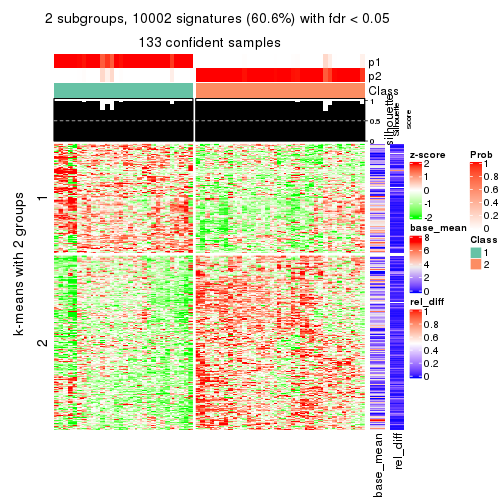 2 subgroups, 10002 signatures (60.6%) with fdr < 0.05
133 confident samples
p1
p2
Class
1
0.5
0
silhouette
Silhouette
score
k-means with 2 groups
1
2
base_mean
rel_diff
z-score
2
1
0
-1
-2
base_mean
8
6
4
2
0
rel_diff
1
0.8
0.6
0.4
0.2
0
Prob
1
0.8
0.6
0.4
0.2
0
Class
1
2